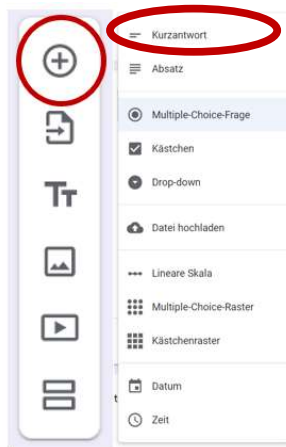 Kurzantwort
Absatz
Multiple-Choice-Frage
Kästchen
Drop-down
Datei hochladen
Lineare Skala
Multiple-Choice-Raster
Kästchenraster
Datum
Zeit